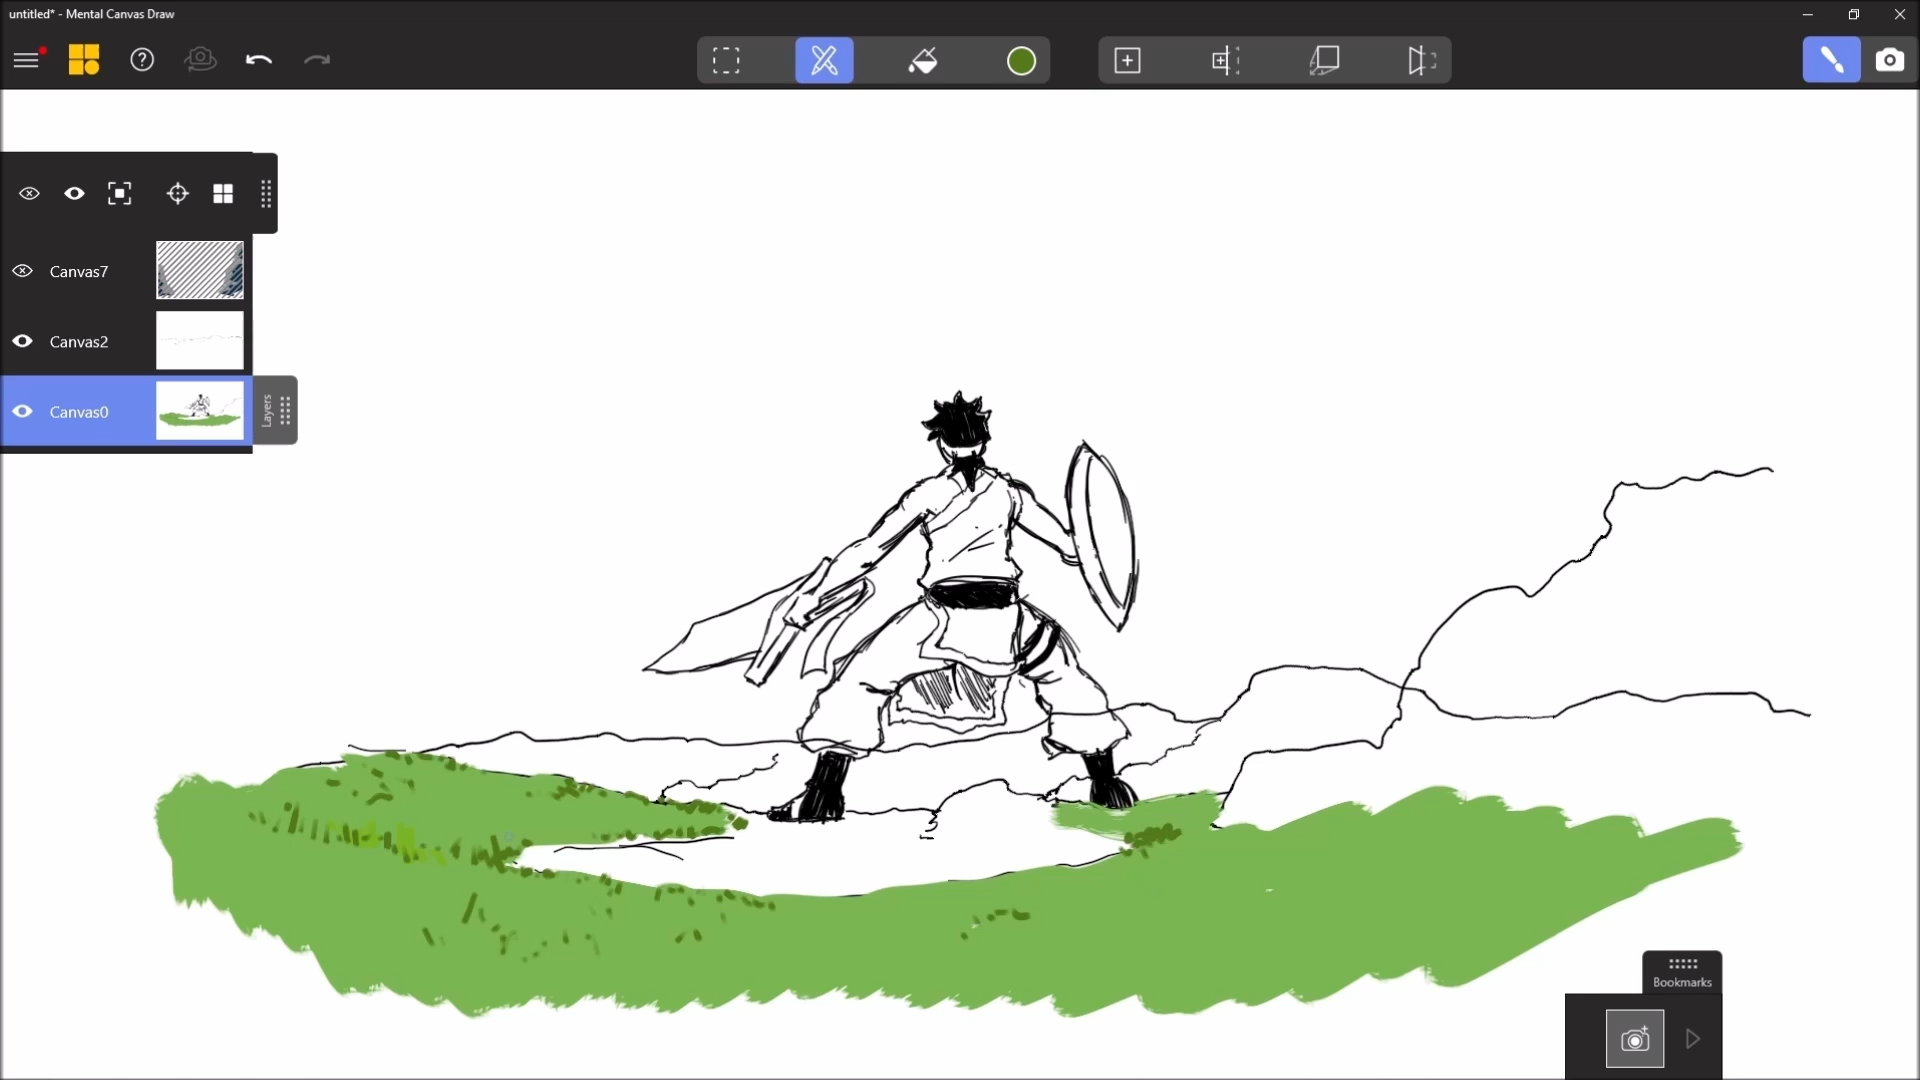 untitled* - Mental Canvas Draw
Canvas7
Canvas2
Canvas0
Layers
Bookmarks